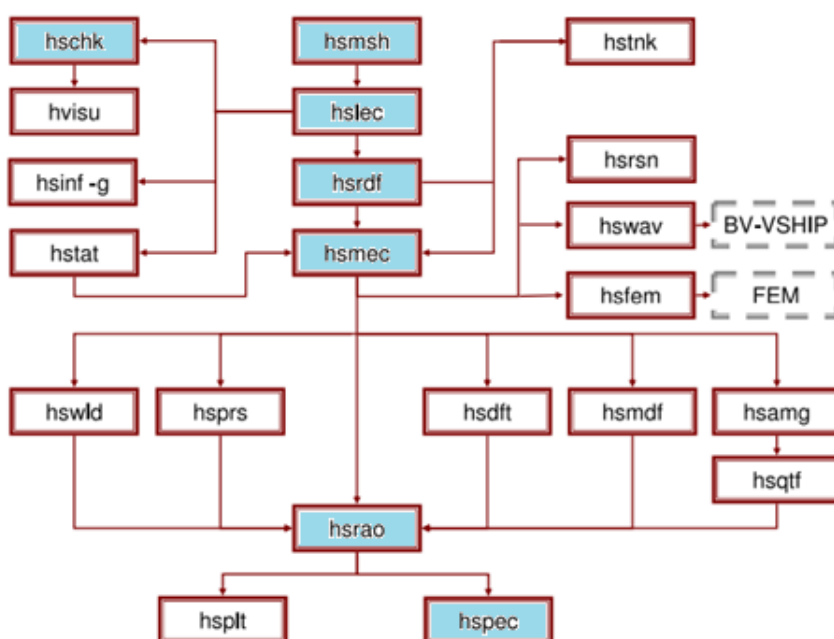 hschk
hsmsh
hstnk
hvisu
hslec
hsinf -g
hsrdf
hsrsn
hstat
hsmec
hswav
BV-VSHIP
hsfem
FEM
hswld
hsprs
hsdft
hsmdf
hsamg
hsqtf
hsrao
hsplt
hspec